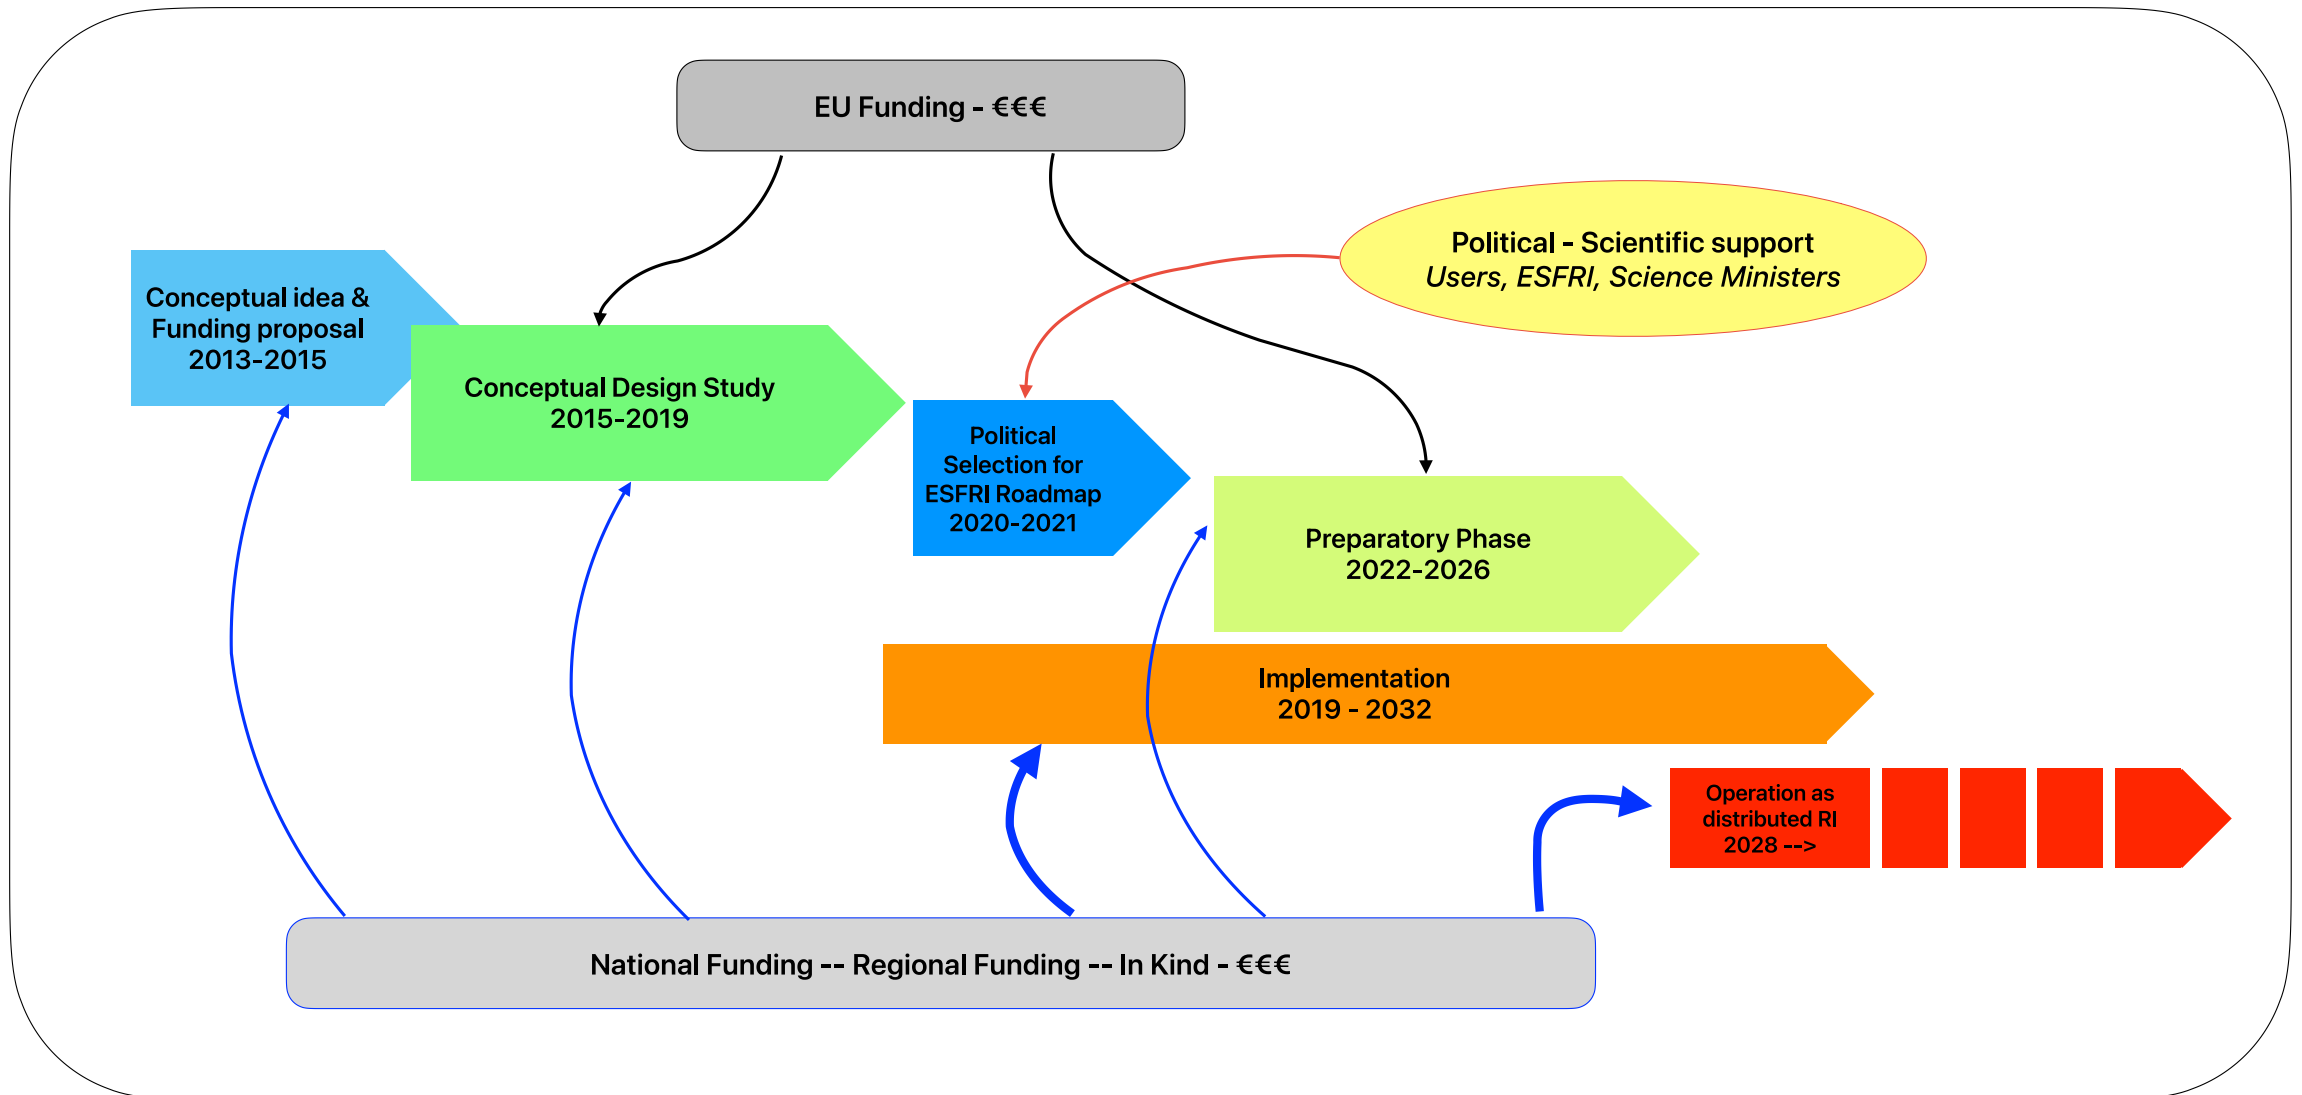 EU Funding - €€€
Political - Scientific support
Users, ESFRI, Science Ministers
Conceptual idea &
Funding proposal
2013-2015
Conceptual Design Study
2015-2019
Political
Selection for
ESFRI Roadmap
2020-2021
Preparatory Phase
2022-2026
Implementation
2019 - 2032
Operation as
distributed RI
2028 -->
National Funding -- Regional Funding -- In Kind - €€€